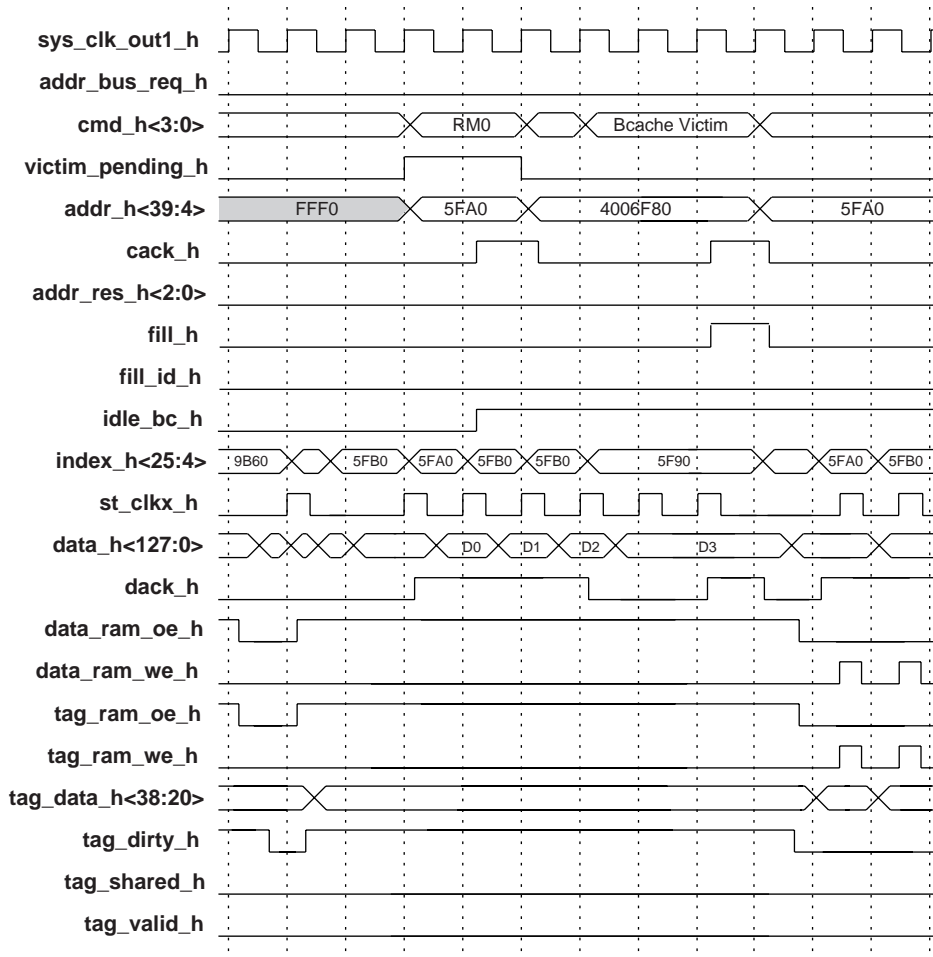 sys_clk_out1_h
addr_bus_req_h
cmd_h<3:0> RM0 Bcache Victim
victim_pending_h
addr_h<39:4> FFF0 5FA0 4006F80 5FA0
cack_h
addr_res_h<2:0>
fill_h
fill_id_h
idle_bc_h
index_h<25:4> 9B60 5FB0 5FA0 5FB0 5FB0 5F90 5FA0 5FB0
st_clkx_h
data_h<127:0> D0 D1 D2 D3
dack_h
data_ram_oe_h
data_ram_we_h
tag_ram_oe_h
tag_ram_we_h
tag_data_h<38:20>
tag_dirty_h
tag_shared_h
tag_valid_h